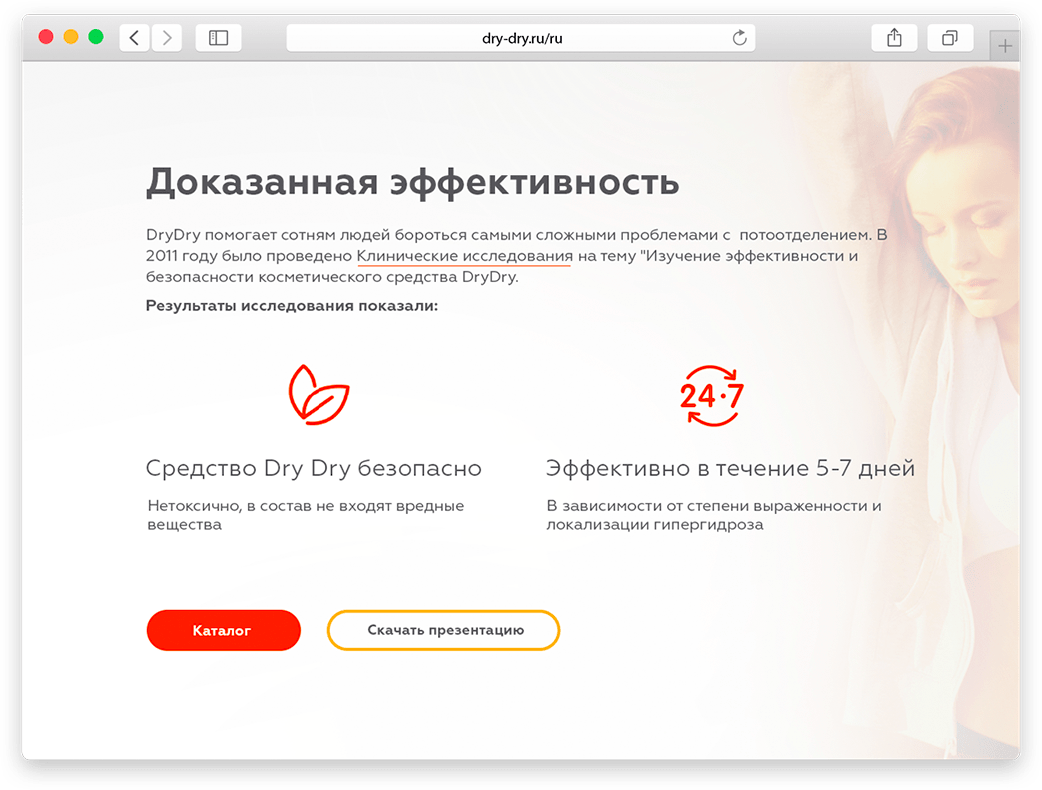 dry-dry.ru/ru
Доказанная эффективность
DryDry помогает сотням людей бороться самыми сложными проблемами с потоотделением. В
2011 году было проведено Клинические исследования на тему "Изучение эффективности и
безопасности косметического средства DryDry.
Результаты исследования показали:
24·7
Средство Dry Dry безопасно
Эффективно в течение 5-7 дней
Нетоксично, в состав не входят вредные
вещества
В зависимости от степени выраженности и
локализации гипергидроза
Каталог
Скачать презентацию